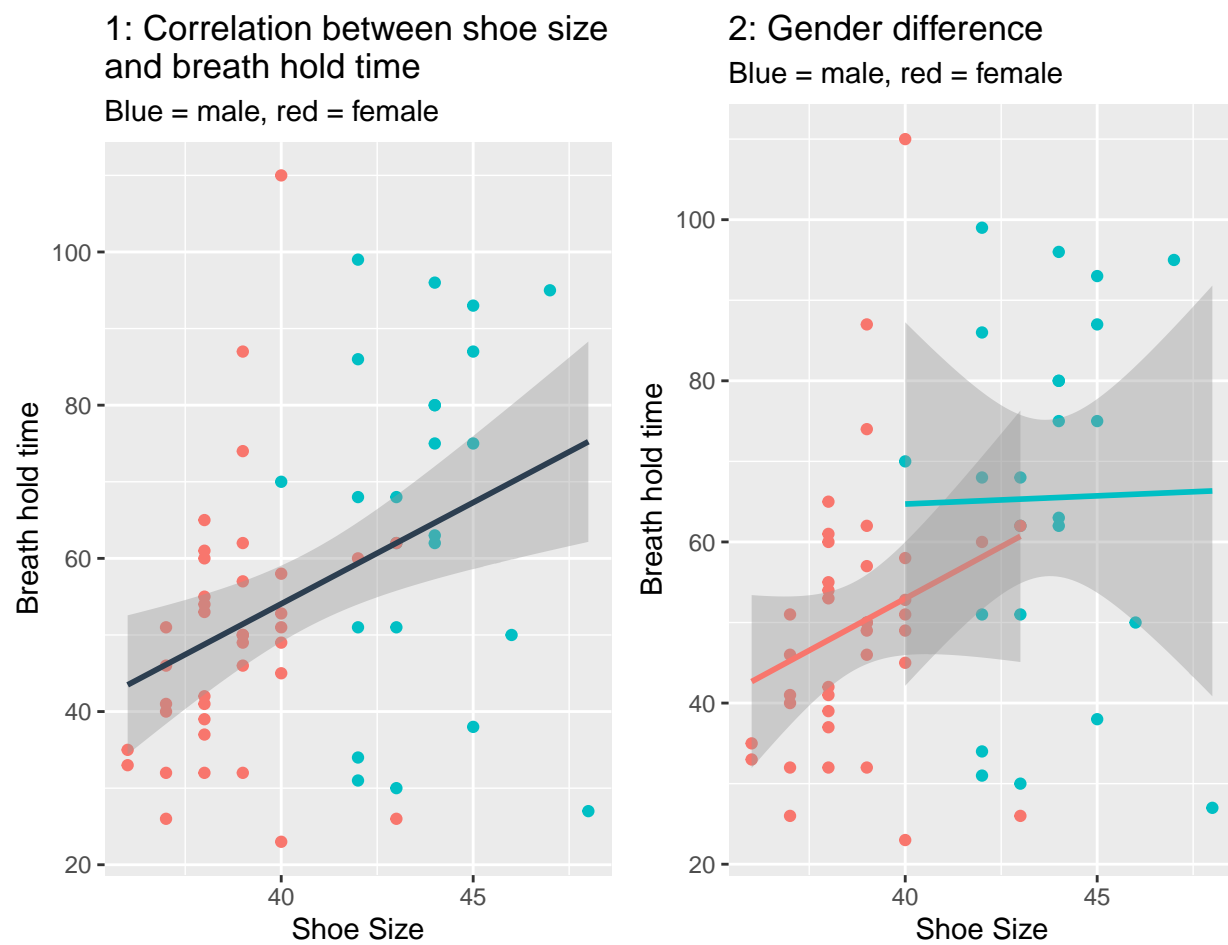 1: Correlation between shoe size
and breath hold time
Blue = male, red = female
Breath hold time
100
80
60
40
20
40
45
Shoe Size
2: Gender difference
Blue = male, red = female
Breath hold time
100
80
60
40
20
40
45
Shoe Size